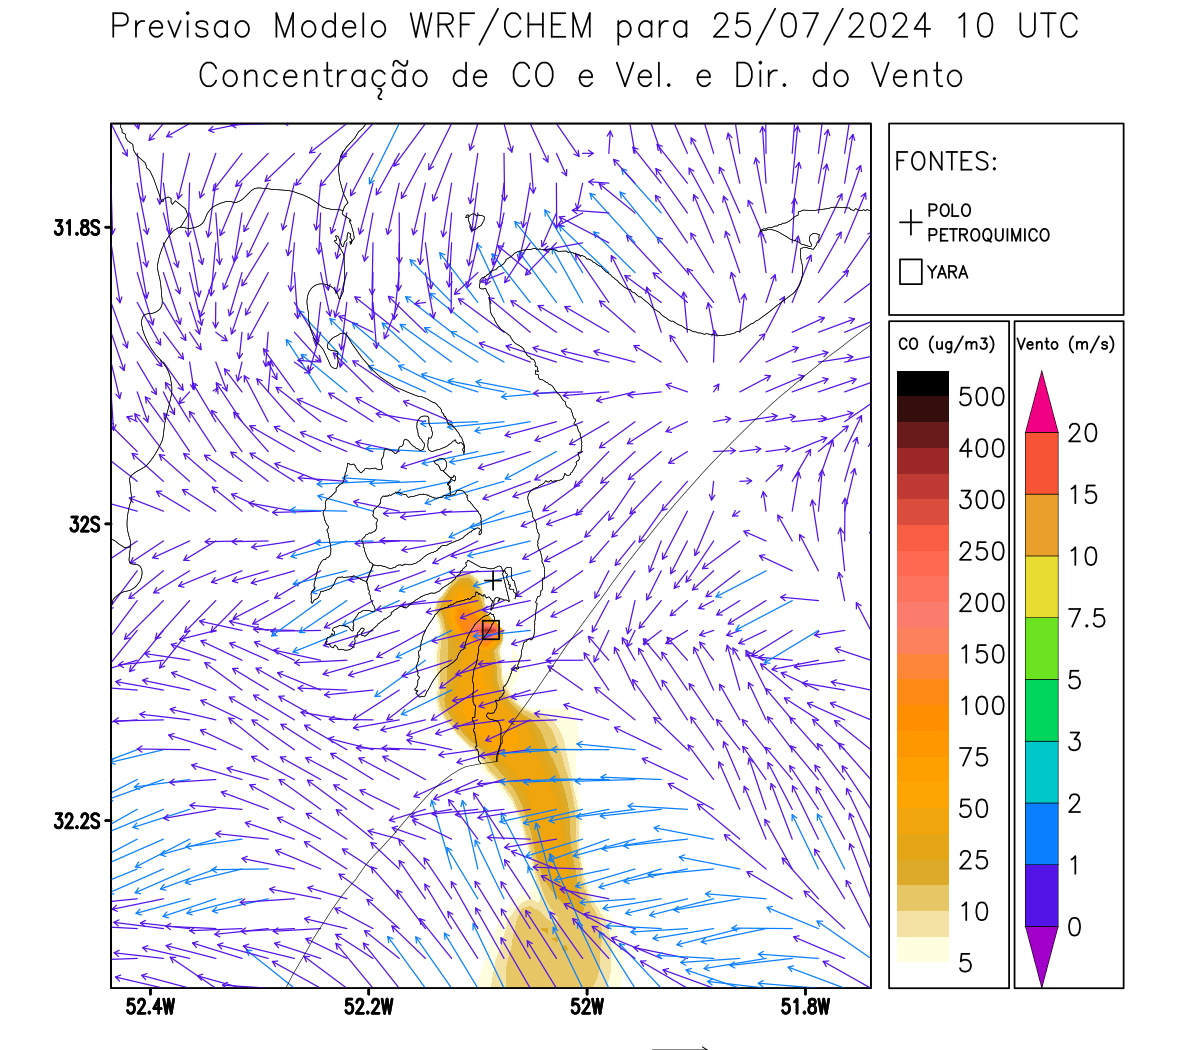 Previsao Modelo WRF/CHEM para 25/07/2024 10 UTC
Concentração de CO e Vel. e Dir. do Vento
FONTES:
POLO
PETROQUIMICO
YARA
CO (ug/m3)
500
400
300
250
200
150
100
75
50
25
10
5
Vento (m/s)
20
15
10
7.5
5
3
2
1
0
31.8S
32S
32.2S
52.4W
52.2W
52W
51.8W